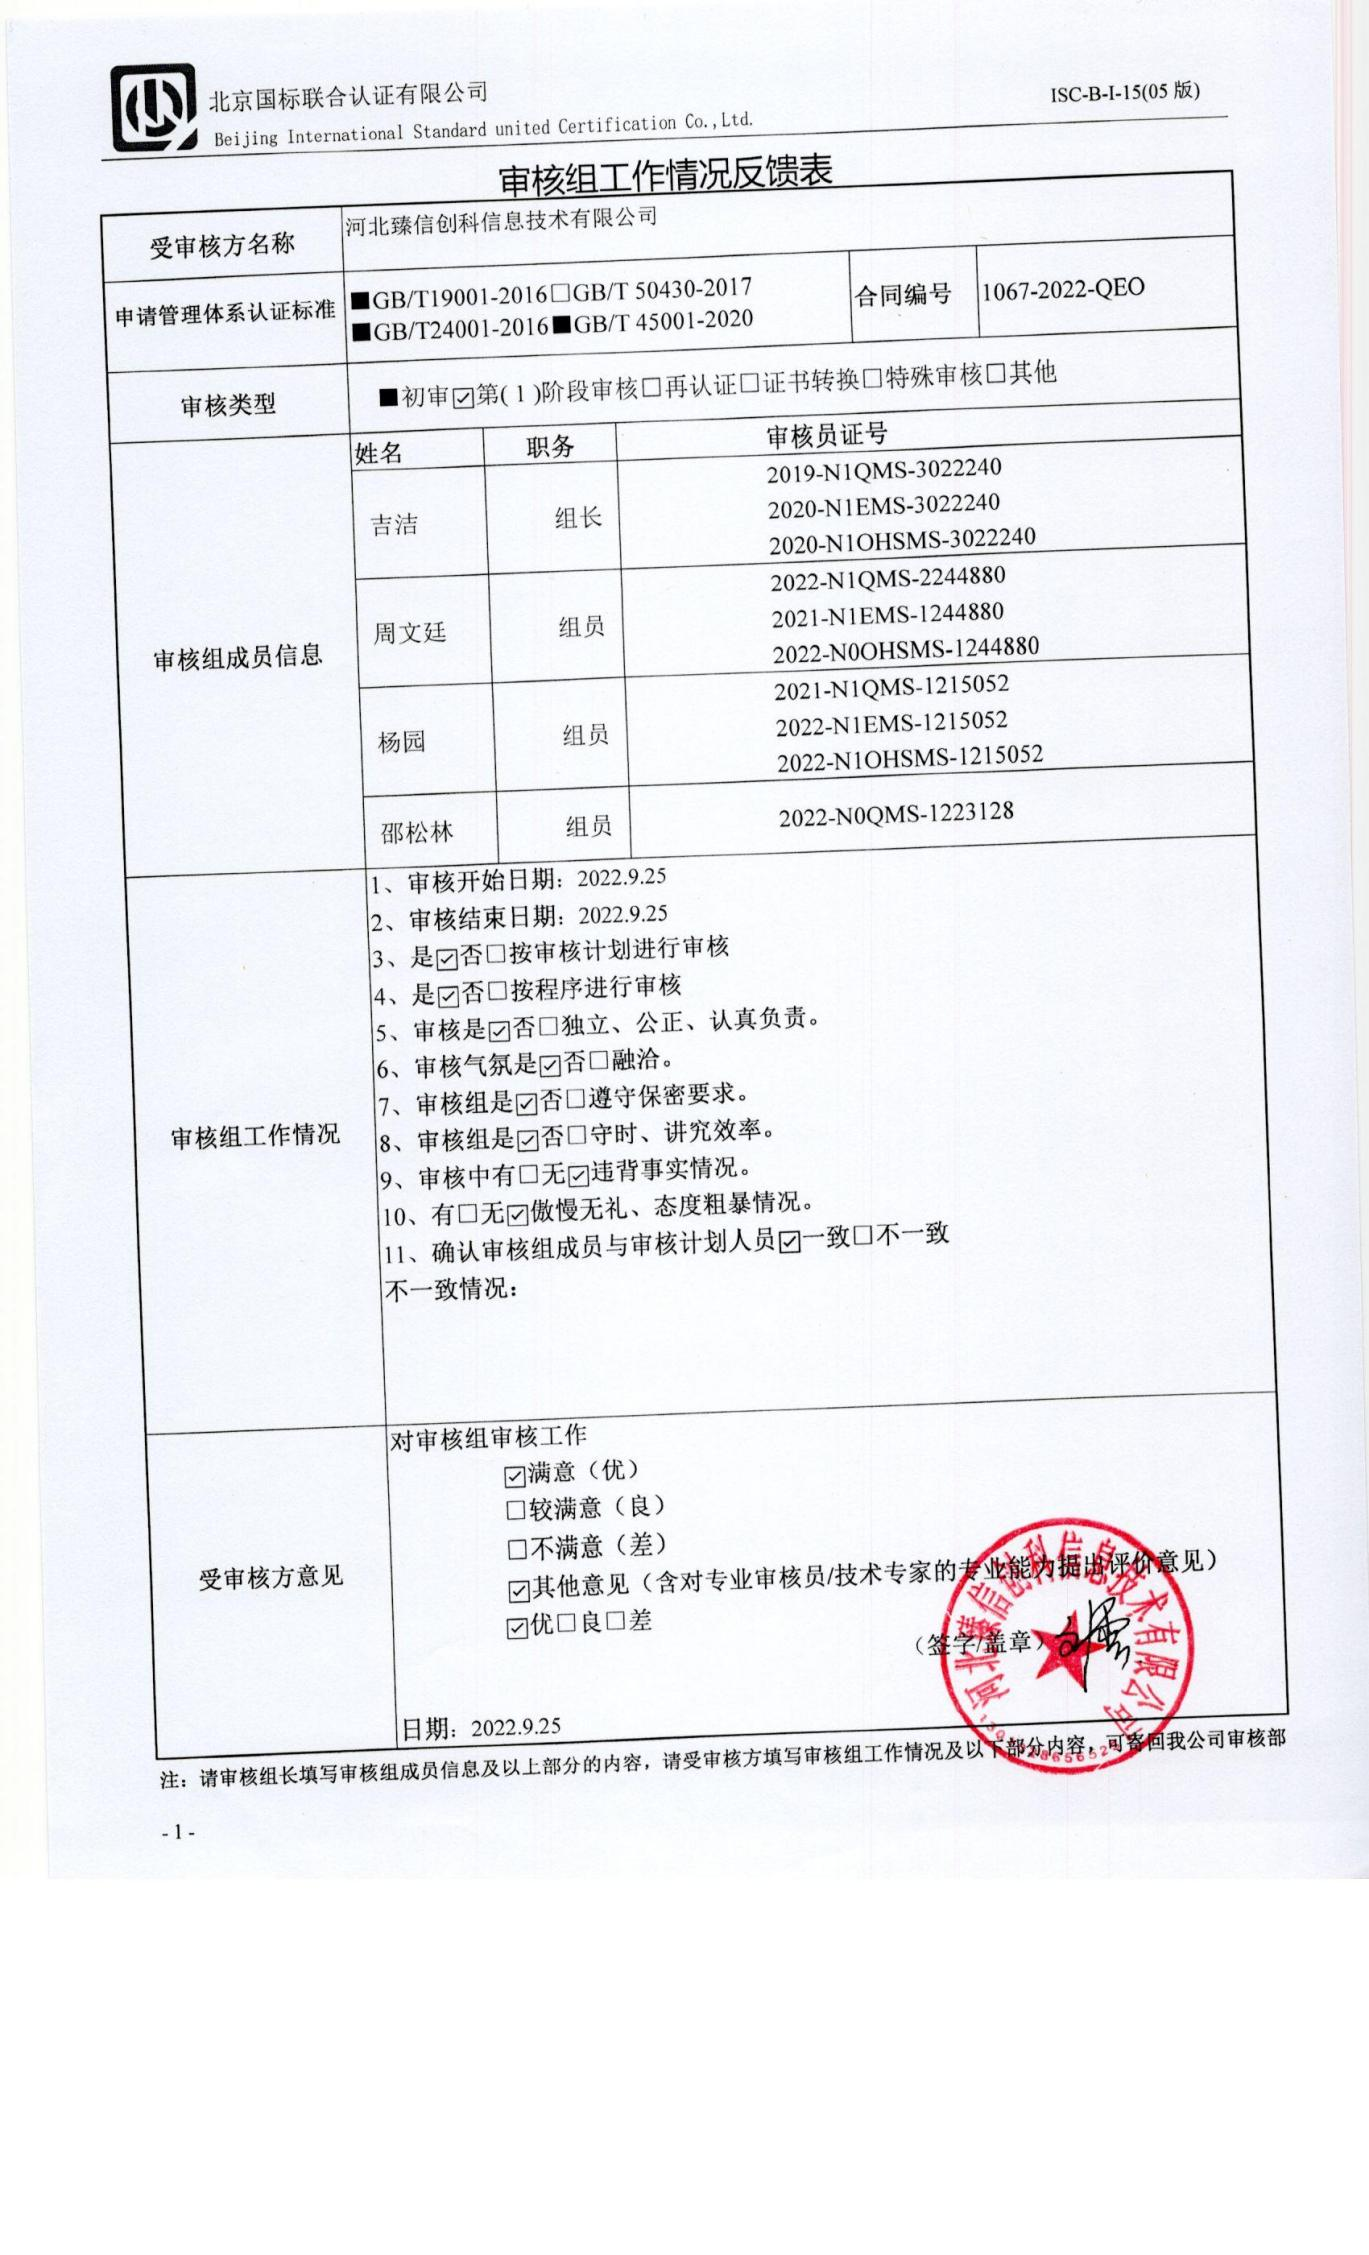 北京国标联合认证有限公司
ISC-B-I-15(05 版)
Beijing International Standard united Certification Co.,Ltd.
审核组工作情况反馈表
受审核方名称
河北臻信创科信息技术有限公司
申请管理体系认证标准
■GB/T19001-2016□GB/T 50430-2017
■GB/T24001-2016■GB/T 45001-2020
合同编号
1067-2022-QEO
审核类型
■初审☑第( 1 )阶段审核□再认证□证书转换□特殊审核□其他
审核组成员信息
姓名 职务 审核员证号
吉洁 组长
2019-N1QMS-3022240
2020-N1EMS-3022240
2020-N1OHSMS-3022240
周文廷 组员
2022-N1QMS-2244880
2021-N1EMS-1244880
2022-N0OHSMS-1244880
杨园 组员
2021-N1QMS-1215052
2022-N1EMS-1215052
2022-N1OHSMS-1215052
邵松林 组员 2022-N0QMS-1223128
审核组工作情况
1、审核开始日期：2022.9.25
2、审核结束日期：2022.9.25
3、是☑否□按审核计划进行审核
4、是☑否□按程序进行审核
5、审核是☑否□独立、公正、认真负责。
6、审核气氛是☑否□融洽。
7、审核组是☑否□遵守保密要求。
8、审核组是☑否□守时、讲究效率。
9、审核中有□无☑违背事实情况。
10、有□无☑傲慢无礼、态度粗暴情况。
11、确认审核组成员与审核计划人员☑一致□不一致
不一致情况：
受审核方意见
对审核组审核工作
☑满意（优）
□较满意（良）
□不满意（差）
☑其他意见（含对专业审核员/技术专家的专业能力提出评价意见）
☑优□良□差
（签字/盖章）
河北臻信创科信息技术有限公司
日期：2022.9.25
注：请审核组长填写审核组成员信息及以上部分的内容，请受审核方填写审核组工作情况及以下部分内容，可寄回我公司审核部
- 1 -